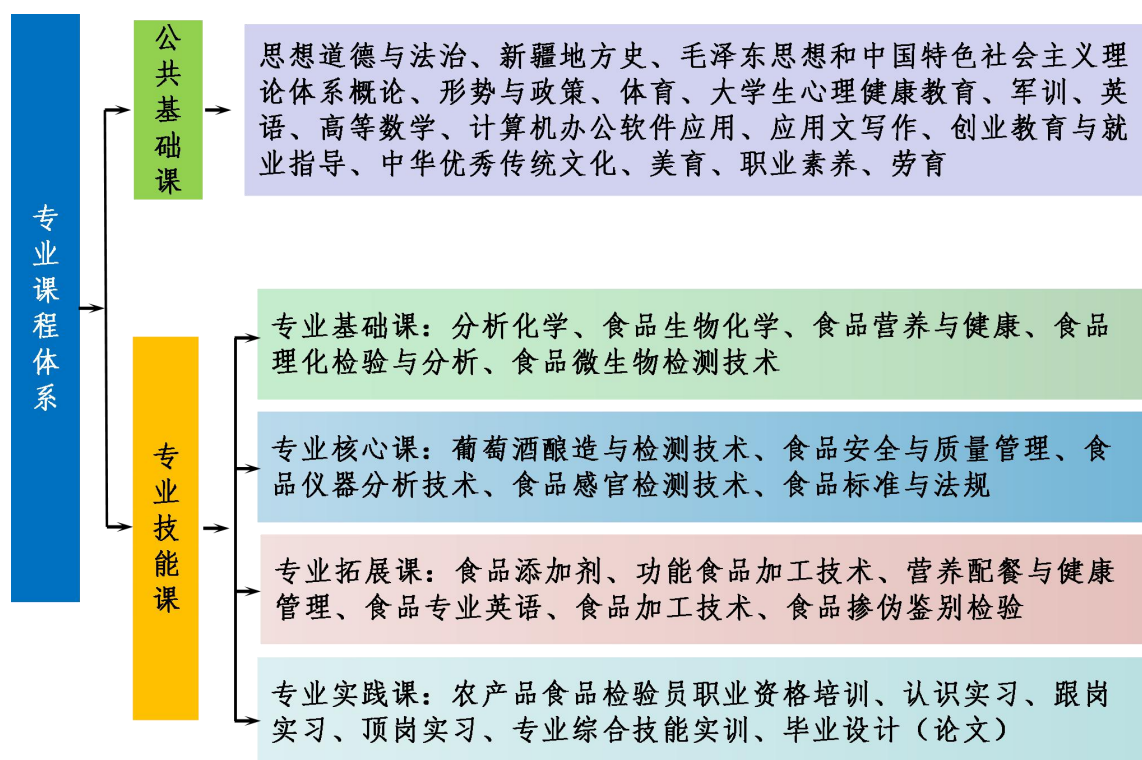 专业课程体系
公共基础课
思想道德与法治、新疆地方史、毛泽东思想和中国特色社会主义理
论体系概论、形势与政策、体育、大学生心理健康教育、军训、英
语、高等数学、计算机办公软件应用、应用文写作、创业教育与就
业指导、中华优秀传统文化、美育、职业素养、劳育
专业技能课
专业基础课：分析化学、食品生物化学、食品营养与健康、食品
理化检验与分析、食品微生物检测技术
专业核心课：葡萄酒酿造与检测技术、食品安全与质量管理、食
品仪器分析技术、食品感官检测技术、食品标准与法规
专业拓展课：食品添加剂、功能食品加工技术、营养配餐与健康
管理、食品专业英语、食品加工技术、食品掺伪鉴别检验
专业实践课：农产品食品检验员职业资格培训、认识实习、跟岗
实习、顶岗实习、专业综合技能实训、毕业设计（论文）